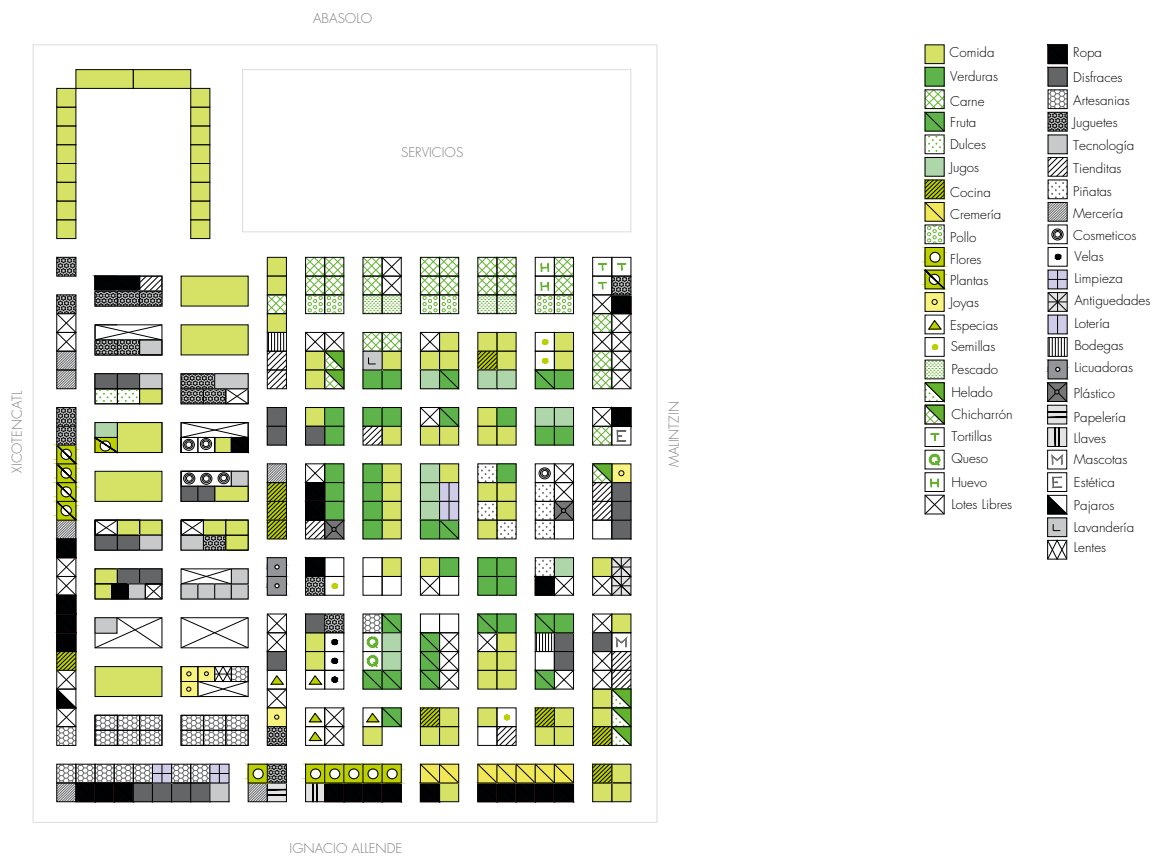 ABASOLO
SERVICIOS
XICOTENCATL
MALINTZIN
IGNACIO ALLENDE
H
T T
H
T
L
E
Q
M
Q
Comida
Verduras
Carne
Fruta
Dulces
Jugos
Cocina
Cremería
Pollo
Flores
Plantas
Joyas
Especias
Semillas
Pescado
Helado
Chicharrón
T Tortillas
Q Queso
H Huevo
Lotes Libres
Ropa
Disfraces
Artesanias
Juguetes
Tecnología
Tienditas
Piñatas
Mercería
Cosmeticos
Velas
Limpieza
Antiguedades
Lotería
Bodegas
Licuadoras
Plástico
Papelería
Llaves
M Mascotas
E Estética
Pajaros
L Lavandería
Lentes